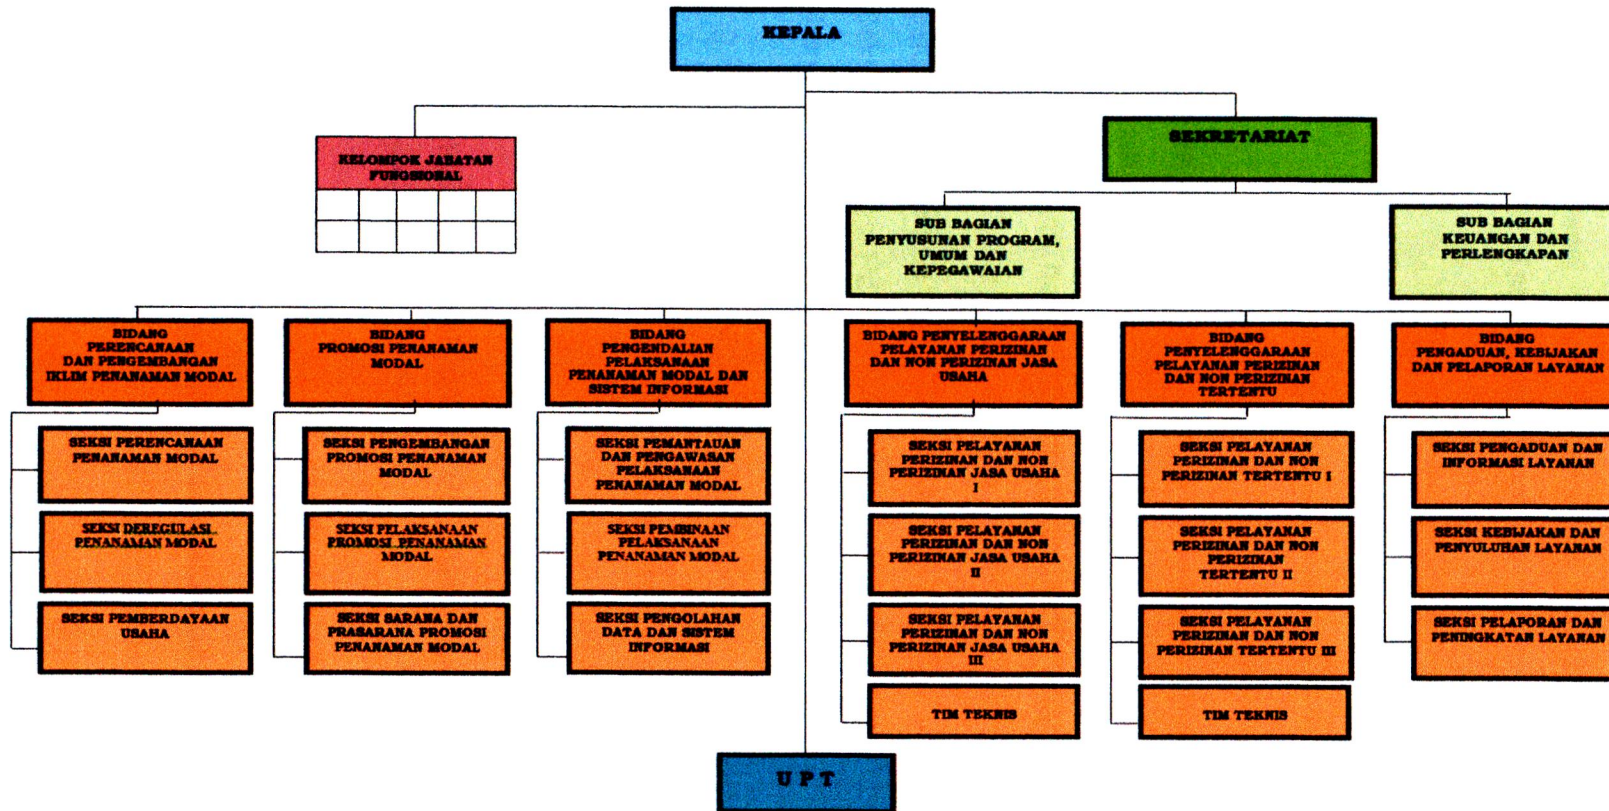 KEPALA
SEKRETARIAT
KELOMPOK JABATAN
FUNGSIONAL
SUB BAGIAN
PENYUSUNAN PROGRAM,
UMUM DAN
KEPEGAWAIAN
SUB BAGIAN
KEUANGAN DAN
PERLENGKAPAN
BIDANG
PERENCANAAN
DAN PENGEMBANGAN
IKLIM PENANAMAN MODAL
BIDANG
PROMOSI PENANAMAN
MODAL
BIDANG
PENGENDALIAN
PELAKSANAAN
PENANAMAN MODAL DAN
SISTEM INFORMASI
BIDANG PENYELENGGARAAN
PELAYANAN PERIZINAN
DAN NON PERIZINAN JASA
USAHA
BIDANG
PENYELENGGARAAN
PELAYANAN PERIZINAN
DAN NON PERIZINAN
TERTENTU
BIDANG
PENGADUAN, KEBIJAKAN
DAN PELAPORAN LAYANAN
SEKSI PERENCANAAN
PENANAMAN MODAL
SEKSI DEREGULASI
PENANAMAN MODAL
SEKSI PEMBERDAYAAN
USAHA
SEKSI PENGEMBANGAN
PROMOSI PENANAMAN
MODAL
SEKSI PELAKSANAAN
PROMOSI PENANAMAN
MODAL
SEKSI SARANA DAN
PRASARANA PROMOSI
PENANAMAN MODAL
SEKSI PEMANTAUAN
DAN PENGAWASAN
PELAKSANAAN
PENANAMAN MODAL
SEKSI PEMBINAAN
PELAKSANAAN
PENANAMAN MODAL
SEKSI PENGOLAHAN
DATA DAN SISTEM
INFORMASI
SEKSI PELAYANAN
PERIZINAN DAN NON
PERIZINAN JASA USAHA
I
SEKSI PELAYANAN
PERIZINAN DAN NON
PERIZINAN JASA USAHA
II
SEKSI PELAYANAN
PERIZINAN DAN NON
PERIZINAN JASA USAHA
III
TIM TEKNIS
SEKSI PELAYANAN
PERIZINAN DAN NON
PERIZINAN TERTENTU I
SEKSI PELAYANAN
PERIZINAN DAN NON
PERIZINAN
TERTENTU II
SEKSI PELAYANAN
PERIZINAN DAN NON
PERIZINAN TERTENTU III
TIM TEKNIS
SEKSI PENGADUAN DAN
INFORMASI LAYANAN
SEKSI KEBIJAKAN DAN
PENYULUHAN LAYANAN
SEKSI PELAPORAN DAN
PENINGKATAN LAYANAN
U P T